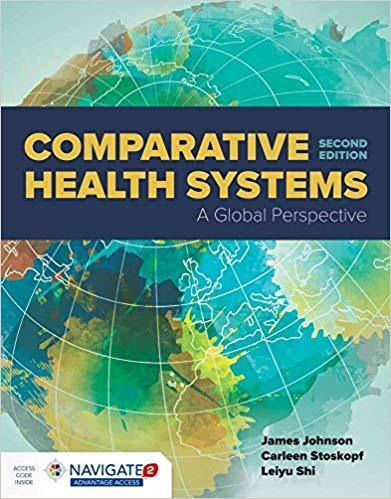 COMPARATIVE SECOND EDITION
HEALTH SYSTEMS
A Global Perspective
James Johnson
Carleen Stoskopf
Leiyu Shi
ACCESS CODE INSIDE
NAVIGATE 2
ADVANTAGE ACCESS